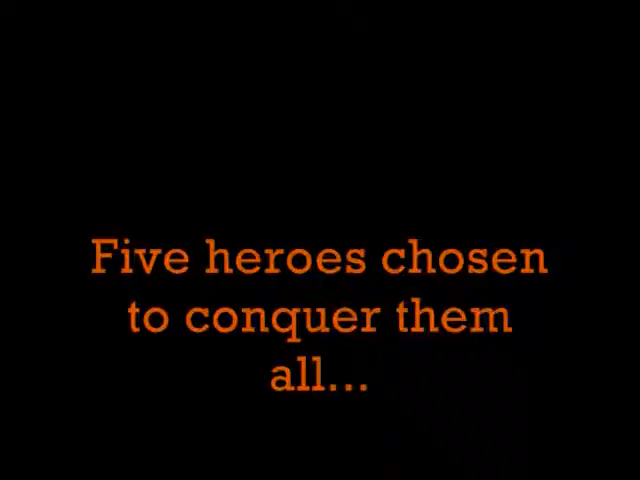 Five heroes chosen
to conquer them
all...